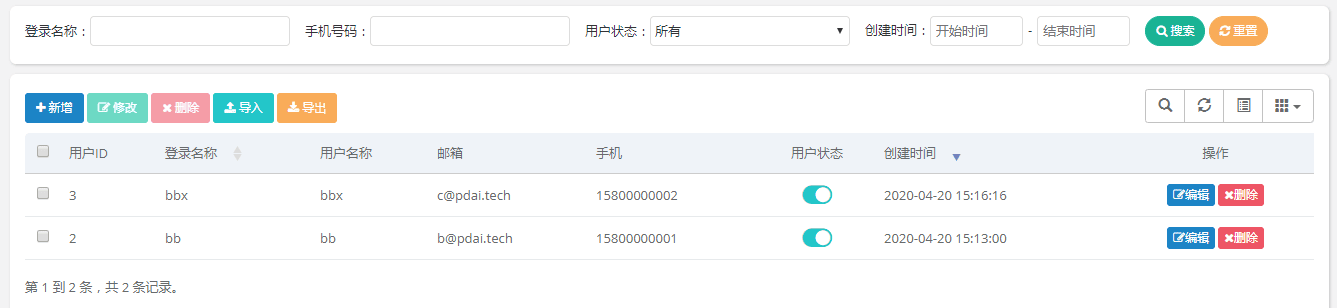 登录名称： 手机号码： 用户状态： 所有 创建时间： 开始时间 - 结束时间 搜索 重置
新增 修改 删除 导入 导出
用户ID 登录名称 用户名称 邮箱 手机 用户状态 创建时间 操作
3 bbx bbx c@pdai.tech 15800000002 2020-04-20 15:16:16 编辑 删除
2 bb bb b@pdai.tech 15800000001 2020-04-20 15:13:00 编辑 删除
第 1 到 2 条，共 2 条记录。